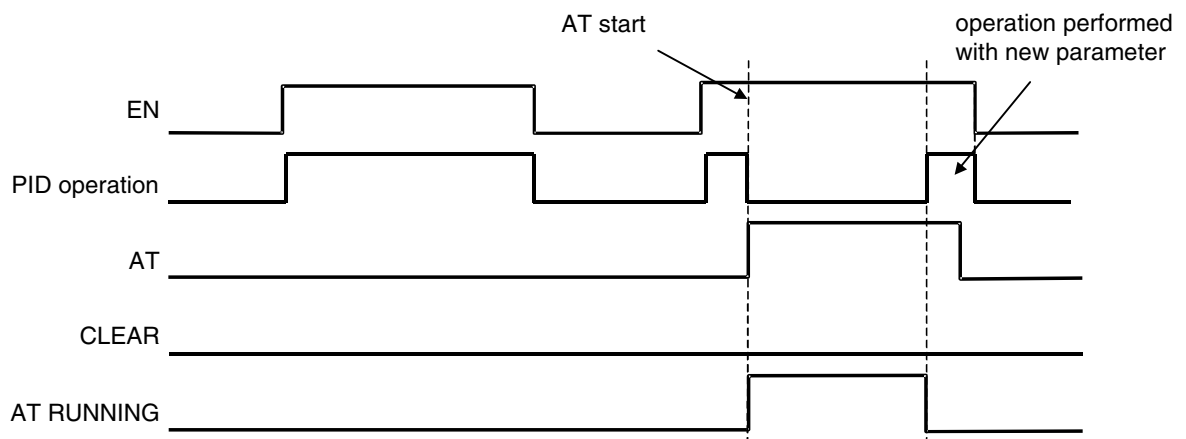 AT start
operation performed
with new parameter
EN
PID operation
AT
CLEAR
AT RUNNING